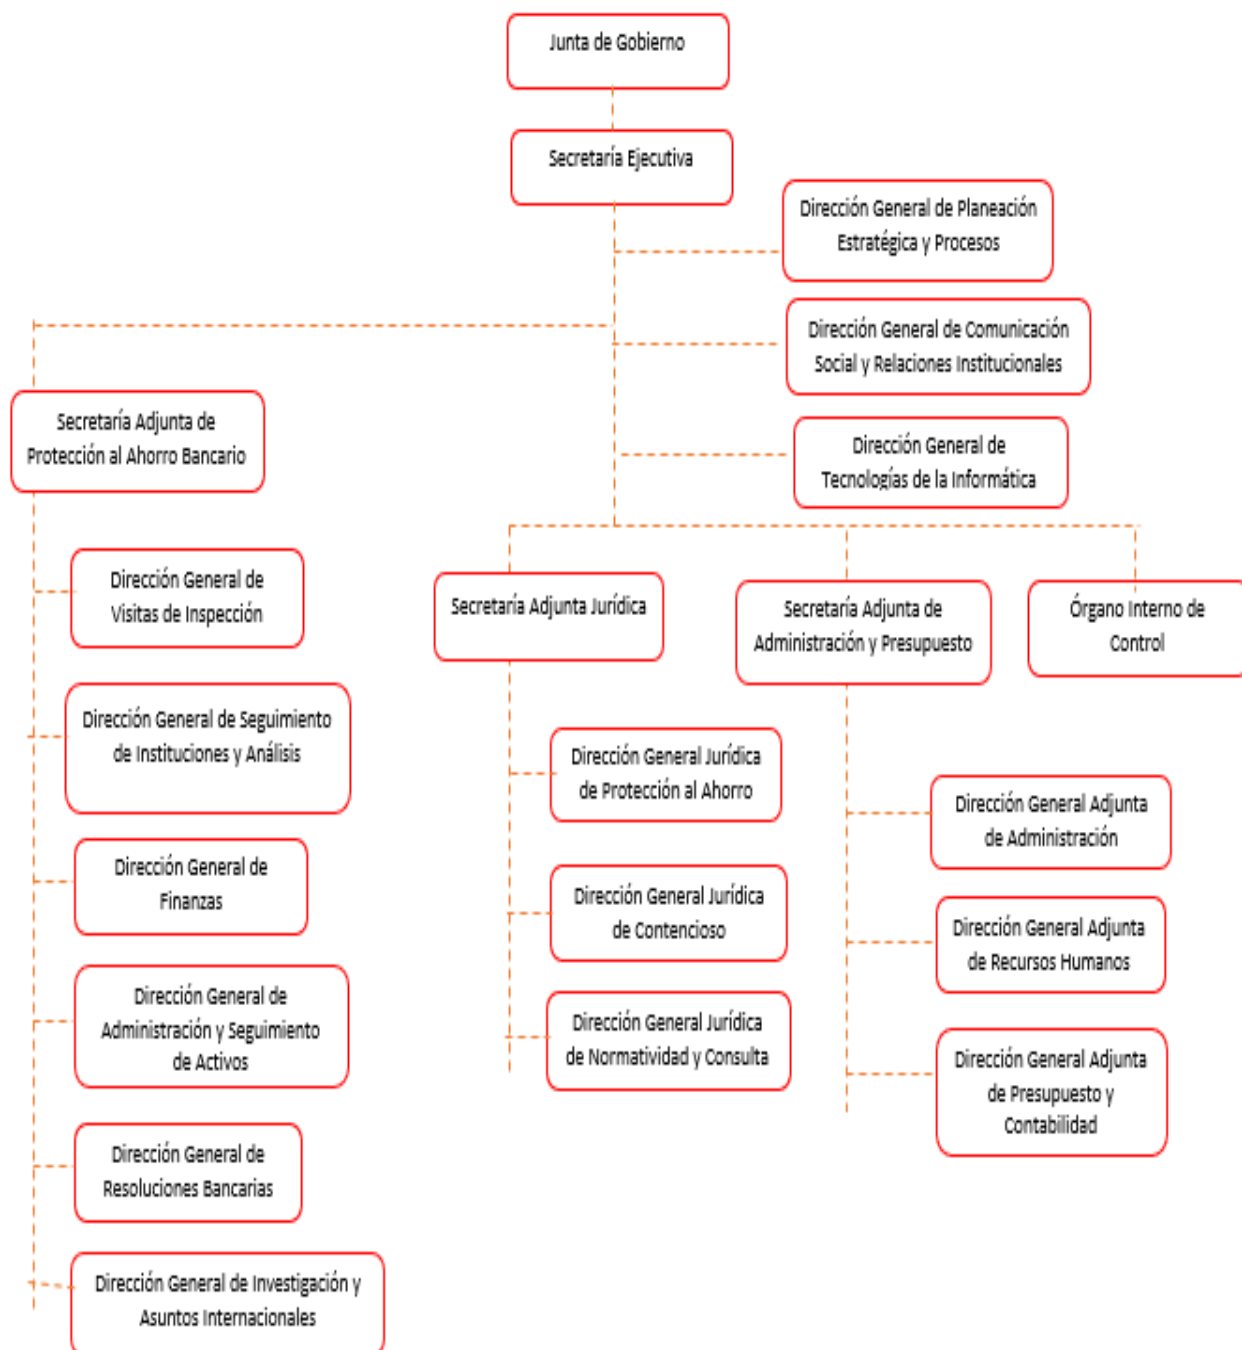 Junta de Gobierno
Secretaría Ejecutiva
Dirección General de Planeación
Estratégica y Procesos
Dirección General de Comunicación
Social y Relaciones Institucionales
Dirección General de
Tecnologías de la Informática
Secretaría Adjunta de
Protección al Ahorro Bancario
Dirección General de
Visitas de Inspección
Dirección General de Seguimiento
de Instituciones y Análisis
Dirección General de
Finanzas
Dirección General de
Administración y Seguimiento
de Activos
Dirección General de
Resoluciones Bancarias
Dirección General de Investigación y
Asuntos Internacionales
Secretaría Adjunta Jurídica
Dirección General Jurídica
de Protección al Ahorro
Dirección General Jurídica
de Contencioso
Dirección General Jurídica
de Normatividad y Consulta
Secretaría Adjunta de
Administración y Presupuesto
Dirección General Adjunta
de Administración
Dirección General Adjunta
de Recursos Humanos
Dirección General Adjunta
de Presupuesto y
Contabilidad
Órgano Interno de
Control